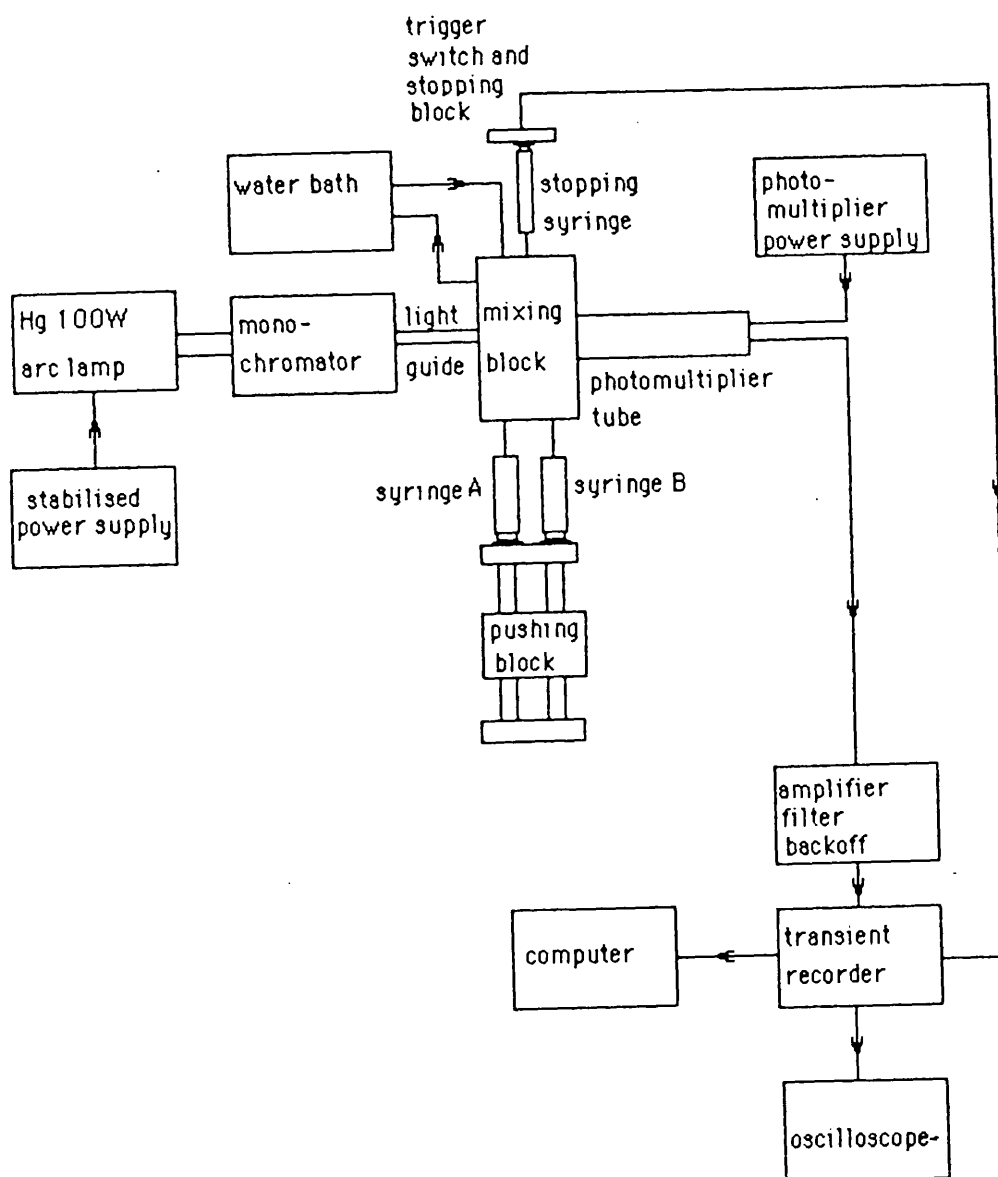 trigger
switch and
stopping
block
water bath
stopping
syringe
photo-
multiplier
power supply
Hg 100W
arc lamp
mono-
chromator
light
guide
mixing
block
photomultiplier
tube
stabilised
power supply
syringe A
syringe B
pushing
block
amplifier
filter
backoff
computer
transient
recorder
oscilloscope-